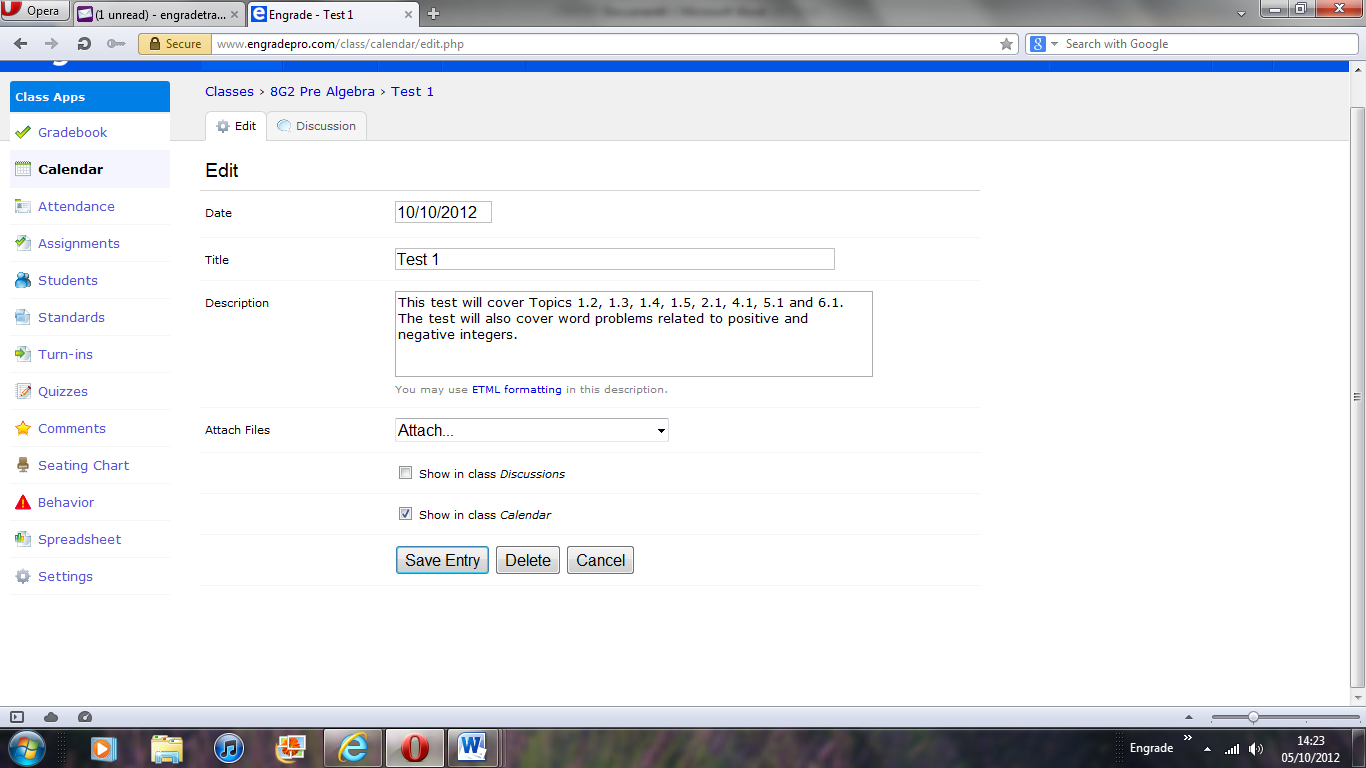 Opera
(1 unread) - engradetra...
Engrade - Test 1
Secure
www.engradepro.com/class/calendar/edit.php
Search with Google
Class Apps
Gradebook
Calendar
Attendance
Assignments
Students
Standards
Turn-ins
Quizzes
Comments
Seating Chart
Behavior
Spreadsheet
Settings
Classes › 8G2 Pre Algebra › Test 1
Edit
Discussion
Edit
Date
10/10/2012
Title
Test 1
Description
This test will cover Topics 1.2, 1.3, 1.4, 1.5, 2.1, 4.1, 5.1 and 6.1.
The test will also cover word problems related to positive and
negative integers.
You may use ETML formatting in this description.
Attach Files
Attach...
Show in class Discussions
Show in class Calendar
Save Entry
Delete
Cancel
Engrade
14:23
05/10/2012